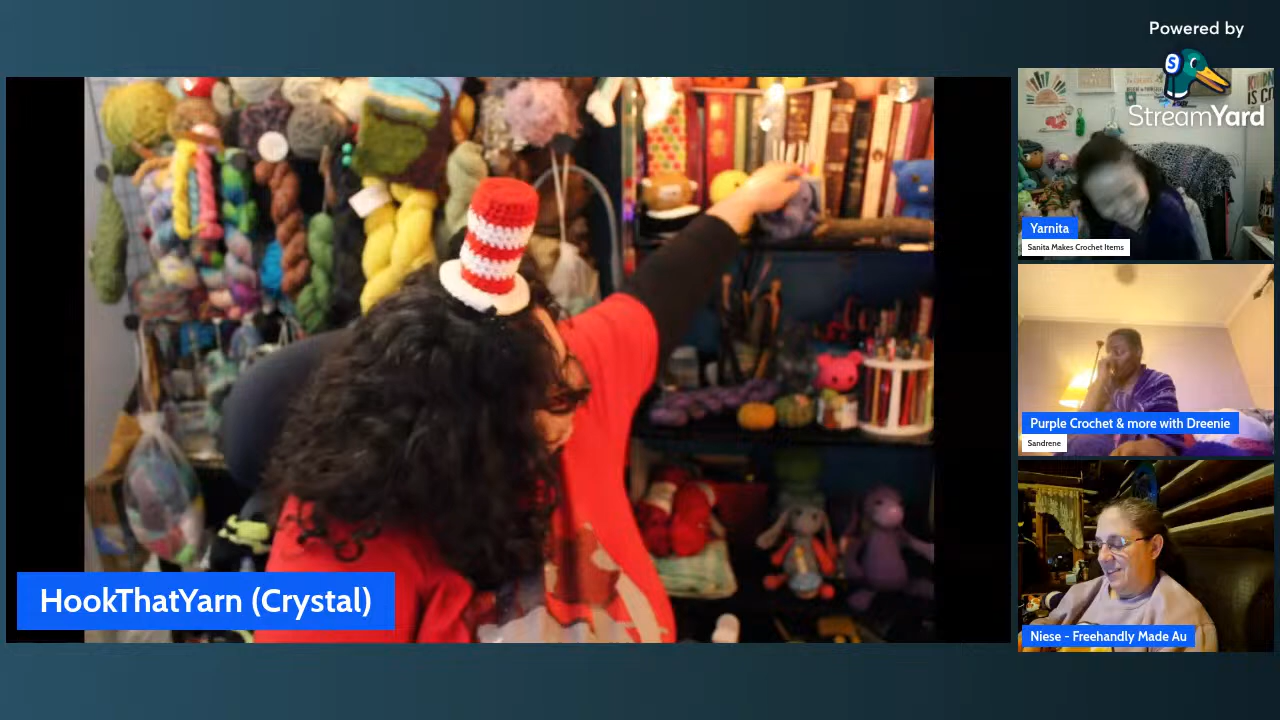 Powered by
S
StreamYard
HookThatYarn (Crystal)
Yarnita
Sanita Makes Crochet Items
Purple Crochet & more with Dreenie
Sandrene
Niese - Freehandly Made Au